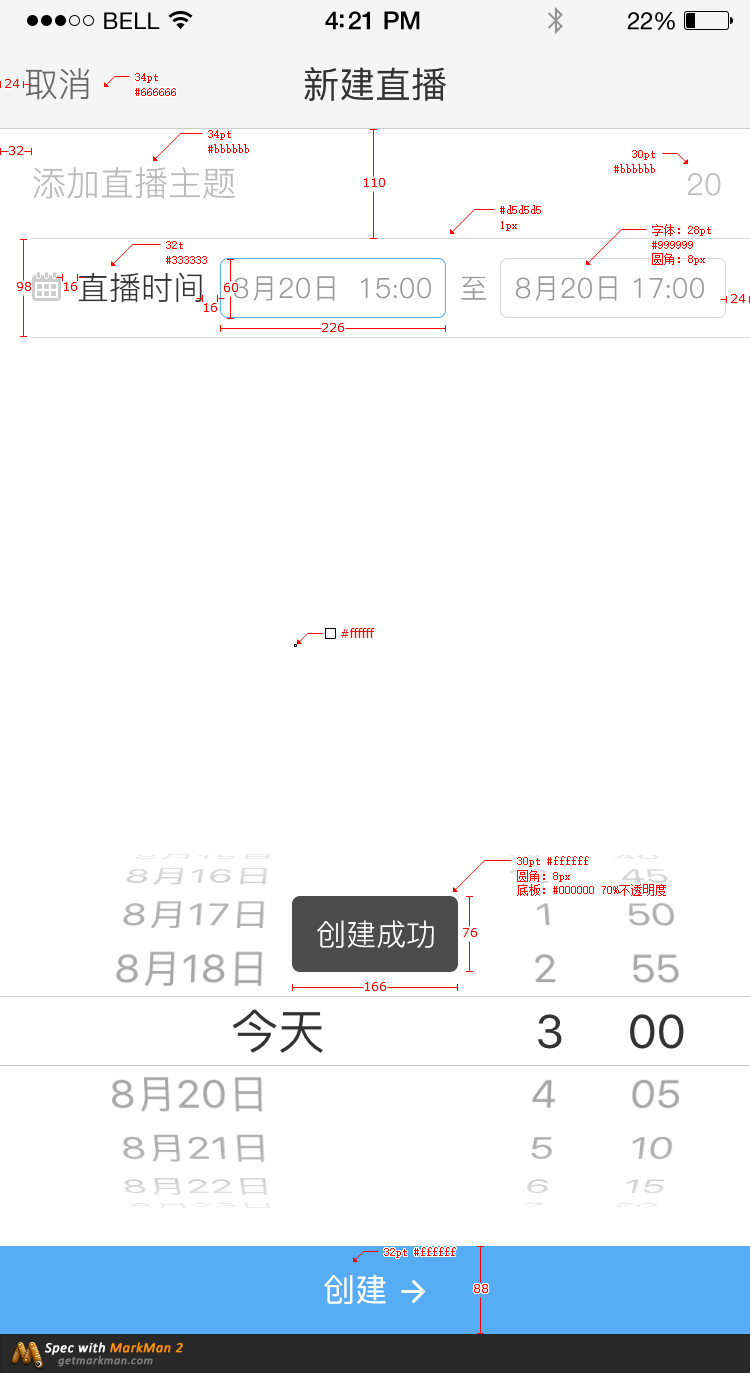 BELL 4:21 PM 22%
取消 新建直播
24
34pt
#666666
34pt
#bbbbbb
32
添加直播主题
110
30pt
#bbbbbb
20
#d5d5d5
1px
32t
#333333
字体：28pt
#999999
圆角：8px
98
16
直播时间
16
60
3月20日 15:00 至 8月20日 17:00
24
226
#ffffff
30pt #ffffff
圆角：8px
底板：#000000 70%不透明度
8月16日 45
8月17日 1 50
创建成功
76
166
8月18日 2 55
今天 3 00
8月20日 4 05
8月21日 5 10
8月22日 6 15
32pt #ffffff
创建 →
88
Spec with MarkMan 2
getmarkman.com